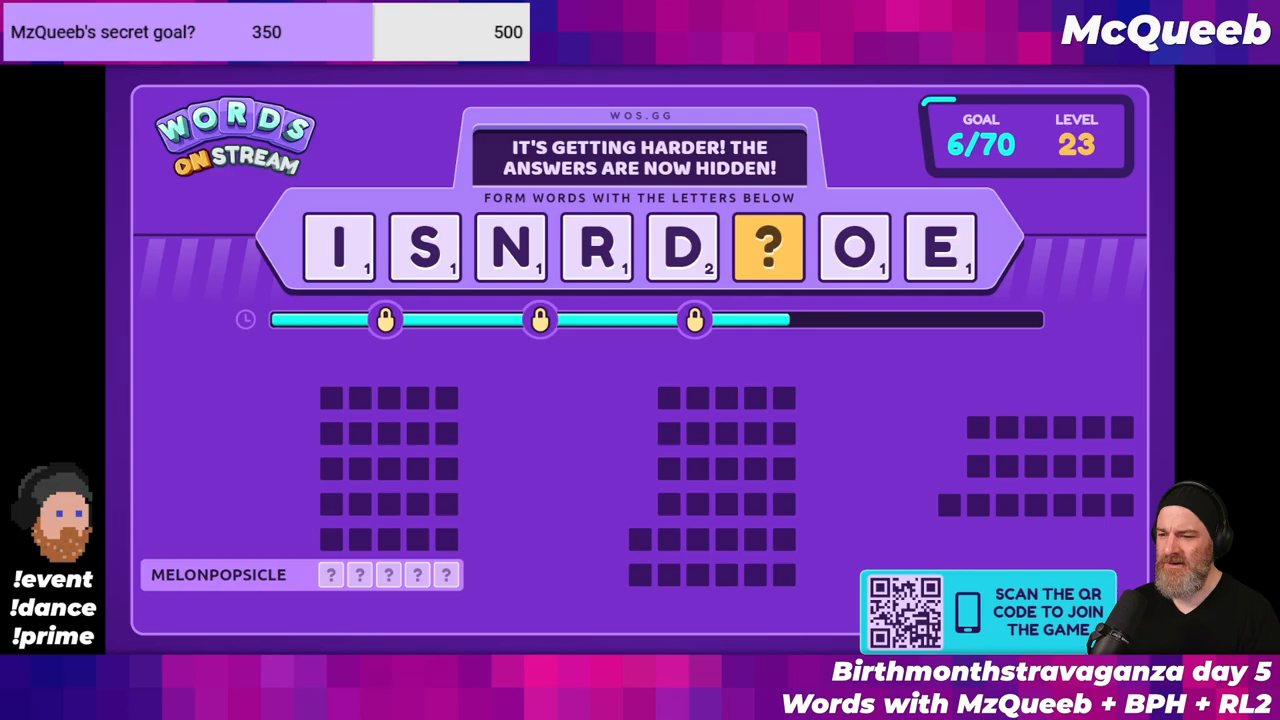 MzQueeb's secret goal? 350 500
McQueeb
WORDS
ON STREAM
WOS.GG
IT'S GETTING HARDER! THE
ANSWERS ARE NOW HIDDEN!
GOAL LEVEL
6/70 23
FORM WORDS WITH THE LETTERS BELOW
I S N R D ? O E
1 1 1 1 2 1 1
MELONPOPSICLE ? ? ? ? ?
!event
!dance
!prime
SCAN THE QR
CODE TO JOIN
THE GAME
Birthmonthstravaganza day 5
Words with MzQueeb + BPH + RL2